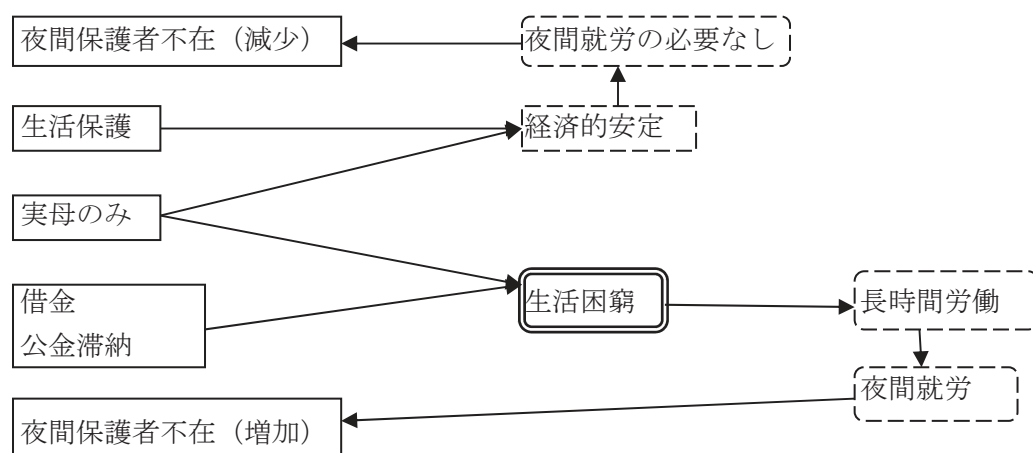 夜間保護者不在（減少）
夜間就労の必要なし
生活保護
経済的安定
実母のみ
借金
公金滞納
生活困窮
長時間労働
夜間就労
夜間保護者不在（増加）